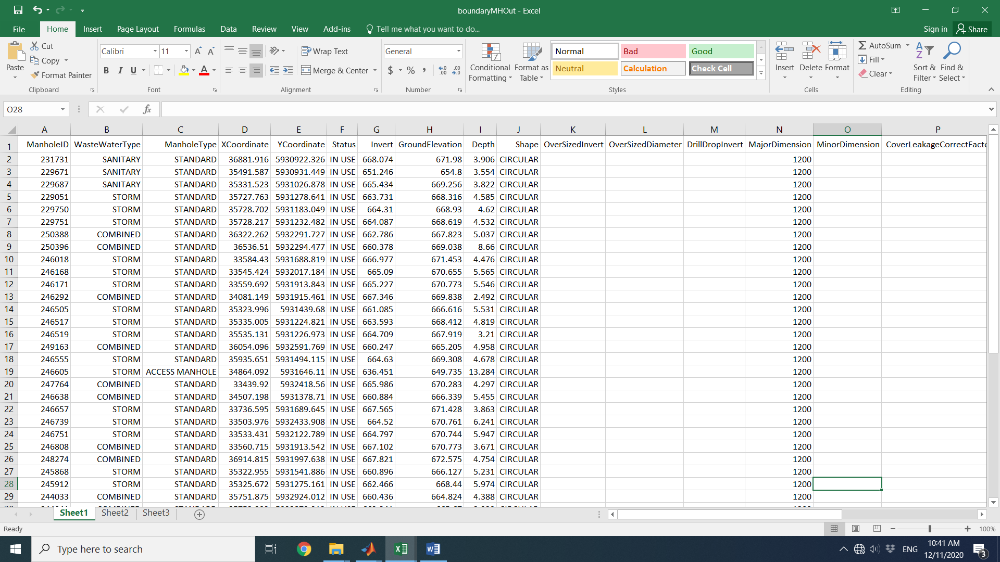 boundaryMHOut - Excel
File Home Insert Page Layout Formulas Data Review View Add-ins Tell me what you want to do... Sign in Share
Paste Cut Copy Format Painter Clipboard
Calibri 11 A A B I U A Font
Wrap Text Merge & Center Alignment
General $ % , .00 .00 Number
Conditional Formatting Format as Table
Normal Bad Good
Neutral Calculation Check Cell
Styles
Insert Delete Format Cells
AutoSum Fill Clear Sort & Filter Find & Select Editing
O28 fx
A B C D E F G H I J K L M N O P
1 ManholeID WasteWaterType ManholeType XCoordinate YCoordinate Status Invert GroundElevation Depth Shape OverSizedInvert OverSizedDiameter DrillDropInvert MajorDimension MinorDimension CoverLeakageCorrectFacto
2 231731 SANITARY STANDARD 36881.916 5930922.326 IN USE 668.074 671.98 3.906 CIRCULAR 1200
3 229671 SANITARY STANDARD 35491.587 5930931.449 IN USE 651.246 654.8 3.554 CIRCULAR 1200
4 229687 SANITARY STANDARD 35331.523 5931026.878 IN USE 665.434 669.256 3.822 CIRCULAR 1200
5 229051 STORM STANDARD 35727.763 5931278.641 IN USE 663.731 668.316 4.585 CIRCULAR 1200
6 229750 STORM STANDARD 35728.702 5931183.049 IN USE 664.31 668.93 4.62 CIRCULAR 1200
7 229751 STORM STANDARD 35728.217 5931232.482 IN USE 664.087 668.619 4.532 CIRCULAR 1200
8 250388 COMBINED STANDARD 36322.262 5932291.727 IN USE 662.786 667.823 5.037 CIRCULAR 1200
9 250396 COMBINED STANDARD 36536.51 5932294.477 IN USE 660.378 669.038 8.66 CIRCULAR 1200
10 246018 STORM STANDARD 33584.43 5931688.819 IN USE 666.977 671.453 4.476 CIRCULAR 1200
11 246168 STORM STANDARD 33545.424 5932017.184 IN USE 665.09 670.655 5.565 CIRCULAR 1200
12 246171 STORM STANDARD 33559.692 5931913.843 IN USE 665.227 670.773 5.546 CIRCULAR 1200
13 246292 COMBINED STANDARD 34081.149 5931915.461 IN USE 667.346 669.838 2.492 CIRCULAR 1200
14 246505 STORM STANDARD 35323.996 5931439.68 IN USE 661.085 666.616 5.531 CIRCULAR 1200
15 246517 STORM STANDARD 35335.005 5931224.821 IN USE 663.593 668.412 4.819 CIRCULAR 1200
16 246519 STORM STANDARD 35535.131 5931226.973 IN USE 664.709 667.919 3.21 CIRCULAR 1200
17 249163 COMBINED STANDARD 36054.096 5932591.769 IN USE 660.247 665.205 4.958 CIRCULAR 1200
18 246555 STORM STANDARD 35935.651 5931494.115 IN USE 664.63 669.308 4.678 CIRCULAR 1200
19 246605 STORM ACCESS MANHOLE 34864.092 5931646.11 IN USE 636.451 649.735 13.284 CIRCULAR 1200
20 247764 COMBINED STANDARD 33439.92 5932418.56 IN USE 665.986 670.283 4.297 CIRCULAR 1200
21 246638 COMBINED STANDARD 34507.198 5931378.71 IN USE 660.884 666.339 5.455 CIRCULAR 1200
22 246657 STORM STANDARD 33736.595 5931689.645 IN USE 667.565 671.428 3.863 CIRCULAR 1200
23 246739 STORM STANDARD 33503.976 5932433.908 IN USE 664.52 670.761 6.241 CIRCULAR 1200
24 246751 STORM STANDARD 33533.431 5932122.789 IN USE 664.797 670.744 5.947 CIRCULAR 1200
25 246808 COMBINED STANDARD 33560.715 5931913.542 IN USE 667.102 670.773 3.671 CIRCULAR 1200
26 248274 COMBINED STANDARD 36914.815 5931997.638 IN USE 667.821 672.575 4.754 CIRCULAR 1200
27 245868 STORM STANDARD 35322.955 5931541.886 IN USE 660.896 666.127 5.231 CIRCULAR 1200
28 245912 STORM STANDARD 35325.672 5931275.161 IN USE 662.466 668.44 5.974 CIRCULAR 1200
29 244033 COMBINED STANDARD 35751.875 5932924.012 IN USE 660.436 664.824 4.388 CIRCULAR 1200
Sheet1 Sheet2 Sheet3
Ready 100%
Type here to search ENG 10:41 AM
12/11/2020 3